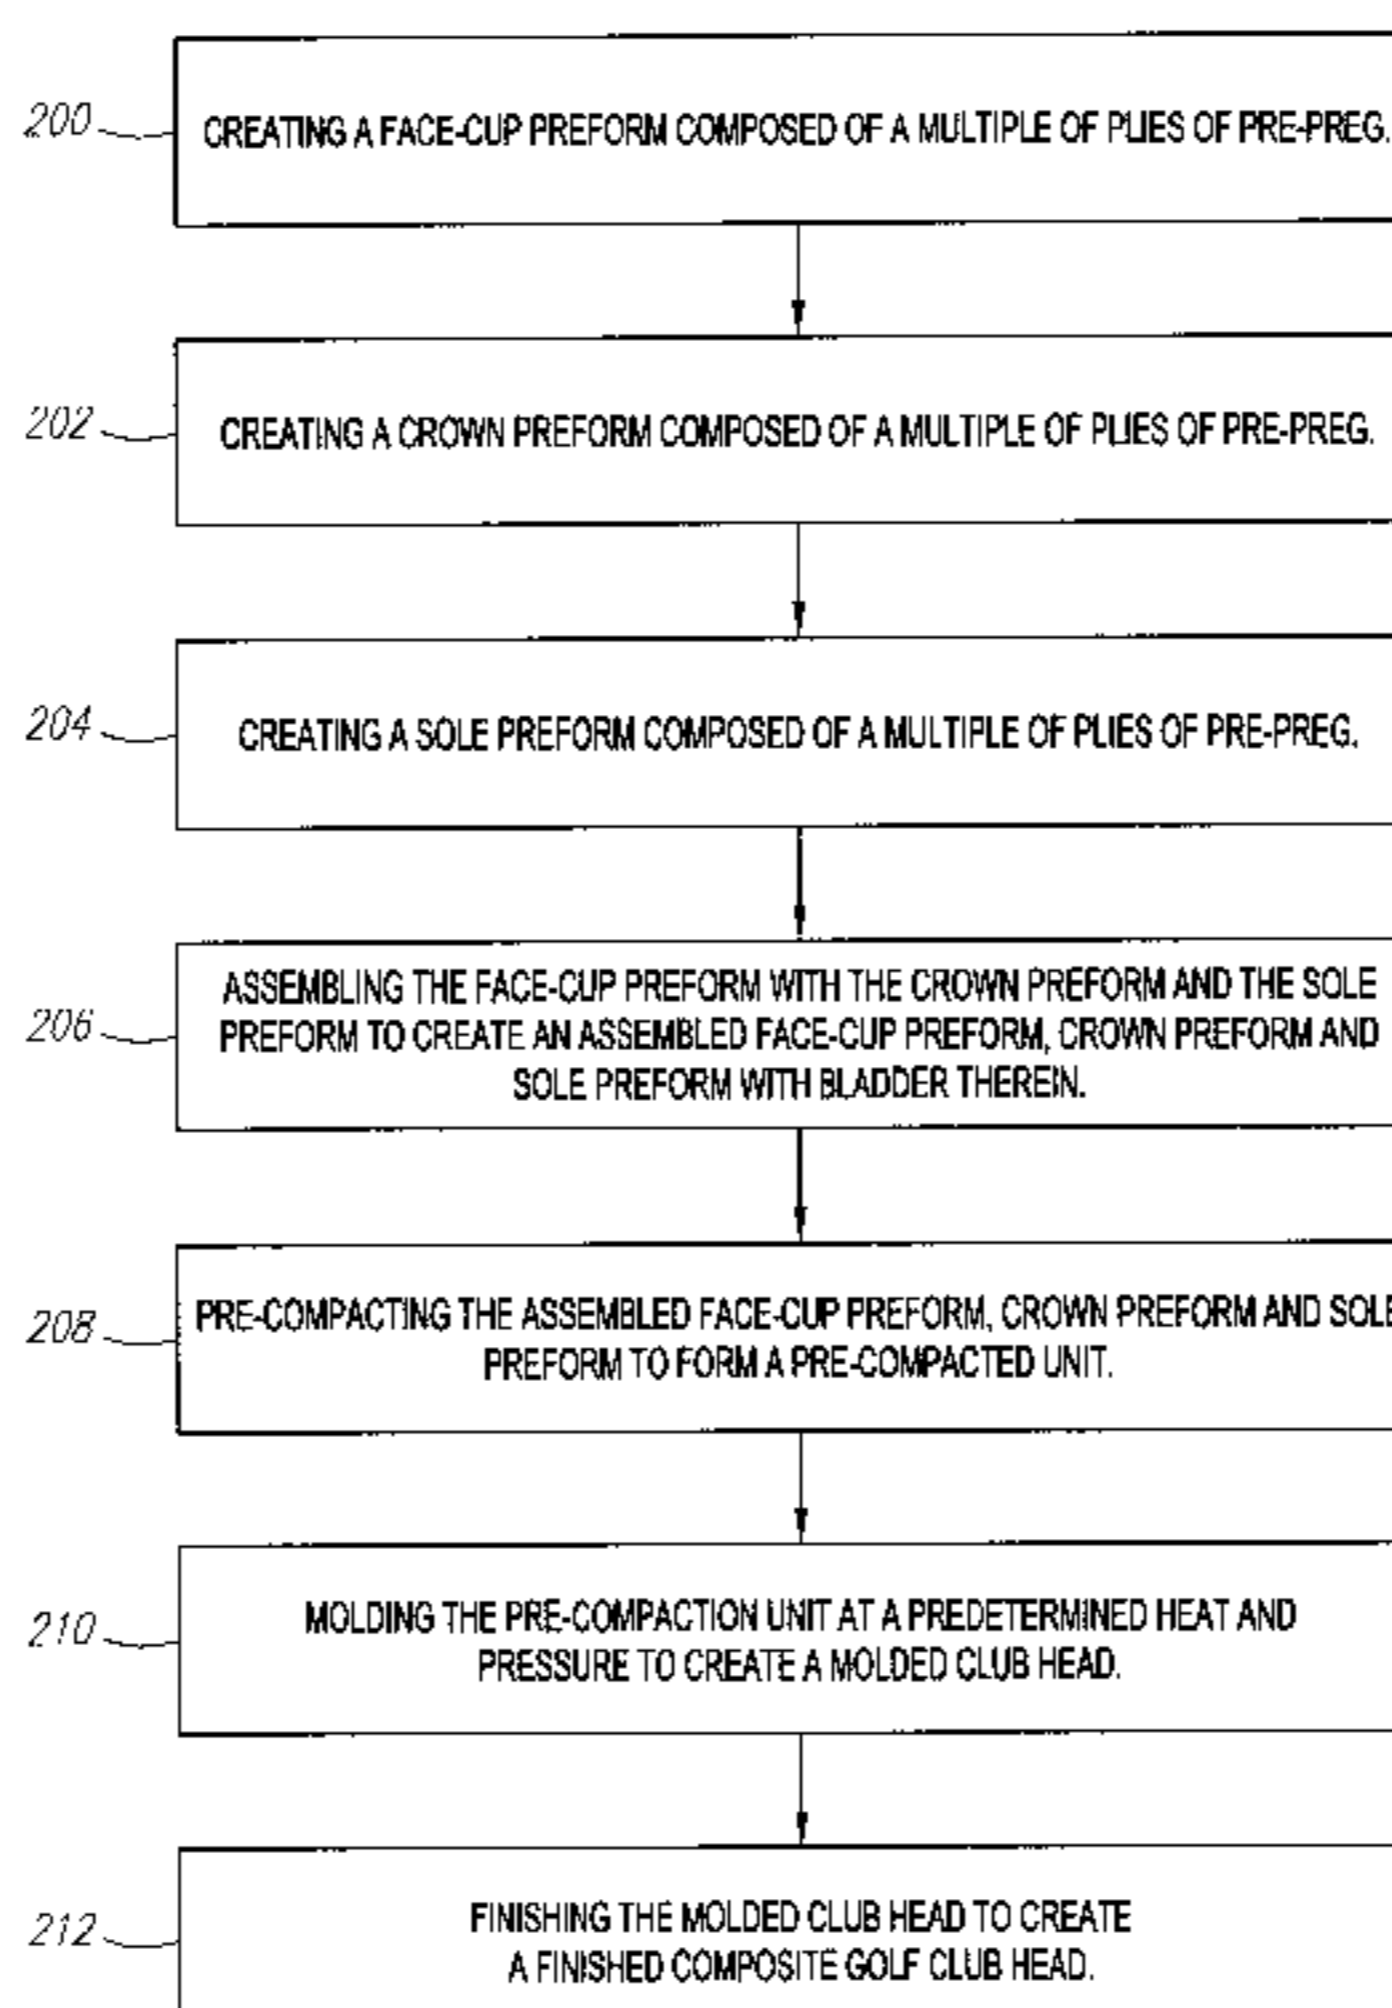 200
CREATING A FACE-CUP PREFORM COMPOSED OF A MULTIPLE OF PLIES OF PRE-PREG.
202
CREATING A CROWN PREFORM COMPOSED OF A MULTIPLE OF PLIES OF PRE-PREG.
204
CREATING A SOLE PREFORM COMPOSED OF A MULTIPLE OF PLIES OF PRE-PREG.
206
ASSEMBLING THE FACE-CUP PREFORM WITH THE CROWN PREFORM AND THE SOLE
PREFORM TO CREATE AN ASSEMBLED FACE-CUP PREFORM, CROWN PREFORM AND
SOLE PREFORM WITH BLADDER THEREIN.
208
PRE-COMPACTING THE ASSEMBLED FACE-CUP PREFORM, CROWN PREFORM AND SOLE
PREFORM TO FORM A PRE-COMPACTED UNIT.
210
MOLDING THE PRE-COMPACTION UNIT AT A PREDETERMINED HEAT AND
PRESSURE TO CREATE A MOLDED CLUB HEAD.
212
FINISHING THE MOLDED CLUB HEAD TO CREATE
A FINISHED COMPOSITE GOLF CLUB HEAD.